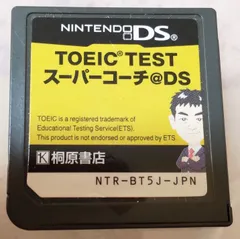 NINTENDO DS
TOEIC® TEST
スーパーコーチ@DS
TOEIC is a registered trademark of
Educational Testing Service(ETS).
This product is not endorsed or approved by ETS.
K 桐原書店
NTR-BT5J-JPN